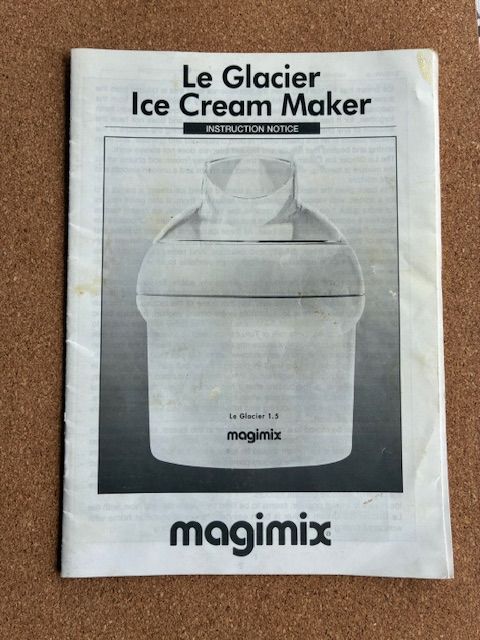 Le Glacier
Ice Cream Maker
INSTRUCTION NOTICE
Le Glacier 1.5
magimix
magimix®